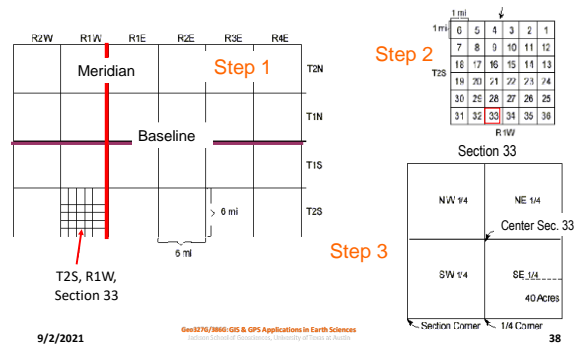 R2W R1W R1E R2E R3E R4E
Meridian
Step 1
T2N
T1N
Baseline
T1S
T2S
6 mi
6 mi
T2S, R1W,
Section 33
Step 2
1 mi
1 mi
6 5 4 3 2 1
7 8 9 10 11 12
18 17 16 15 14 13
T2S
19 20 21 22 23 24
30 29 28 27 26 25
31 32 33 34 35 36
R1W
Section 33
Step 3
NW 1/4 NE 1/4
Center Sec. 33
SW 1/4 SE 1/4
40 Acres
Section Corner 1/4 Corner
9/2/2021
Geo327G/386G: GIS & GPS Applications in Earth Sciences
Jackson School of Geosciences, University of Texas at Austin
38